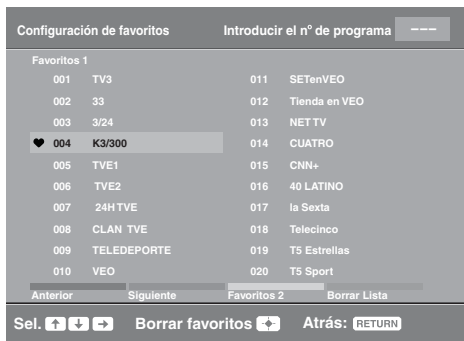 Configuración de favoritos Introducir el nº de programa ---
Favoritos 1
001 TV3
002 33
003 3/24
004 K3/300
005 TVE1
006 TVE2
007 24H TVE
008 CLAN TVE
009 TELEDEPORTE
010 VEO
011 SETenVEO
012 Tienda en VEO
013 NET TV
014 CUATRO
015 CNN+
016 40 LATINO
017 la Sexta
018 Telecinco
019 T5 Estrellas
020 T5 Sport
Anterior Siguiente Favoritos 2 Borrar Lista
Sel. Borrar favoritos Atrás: RETURN